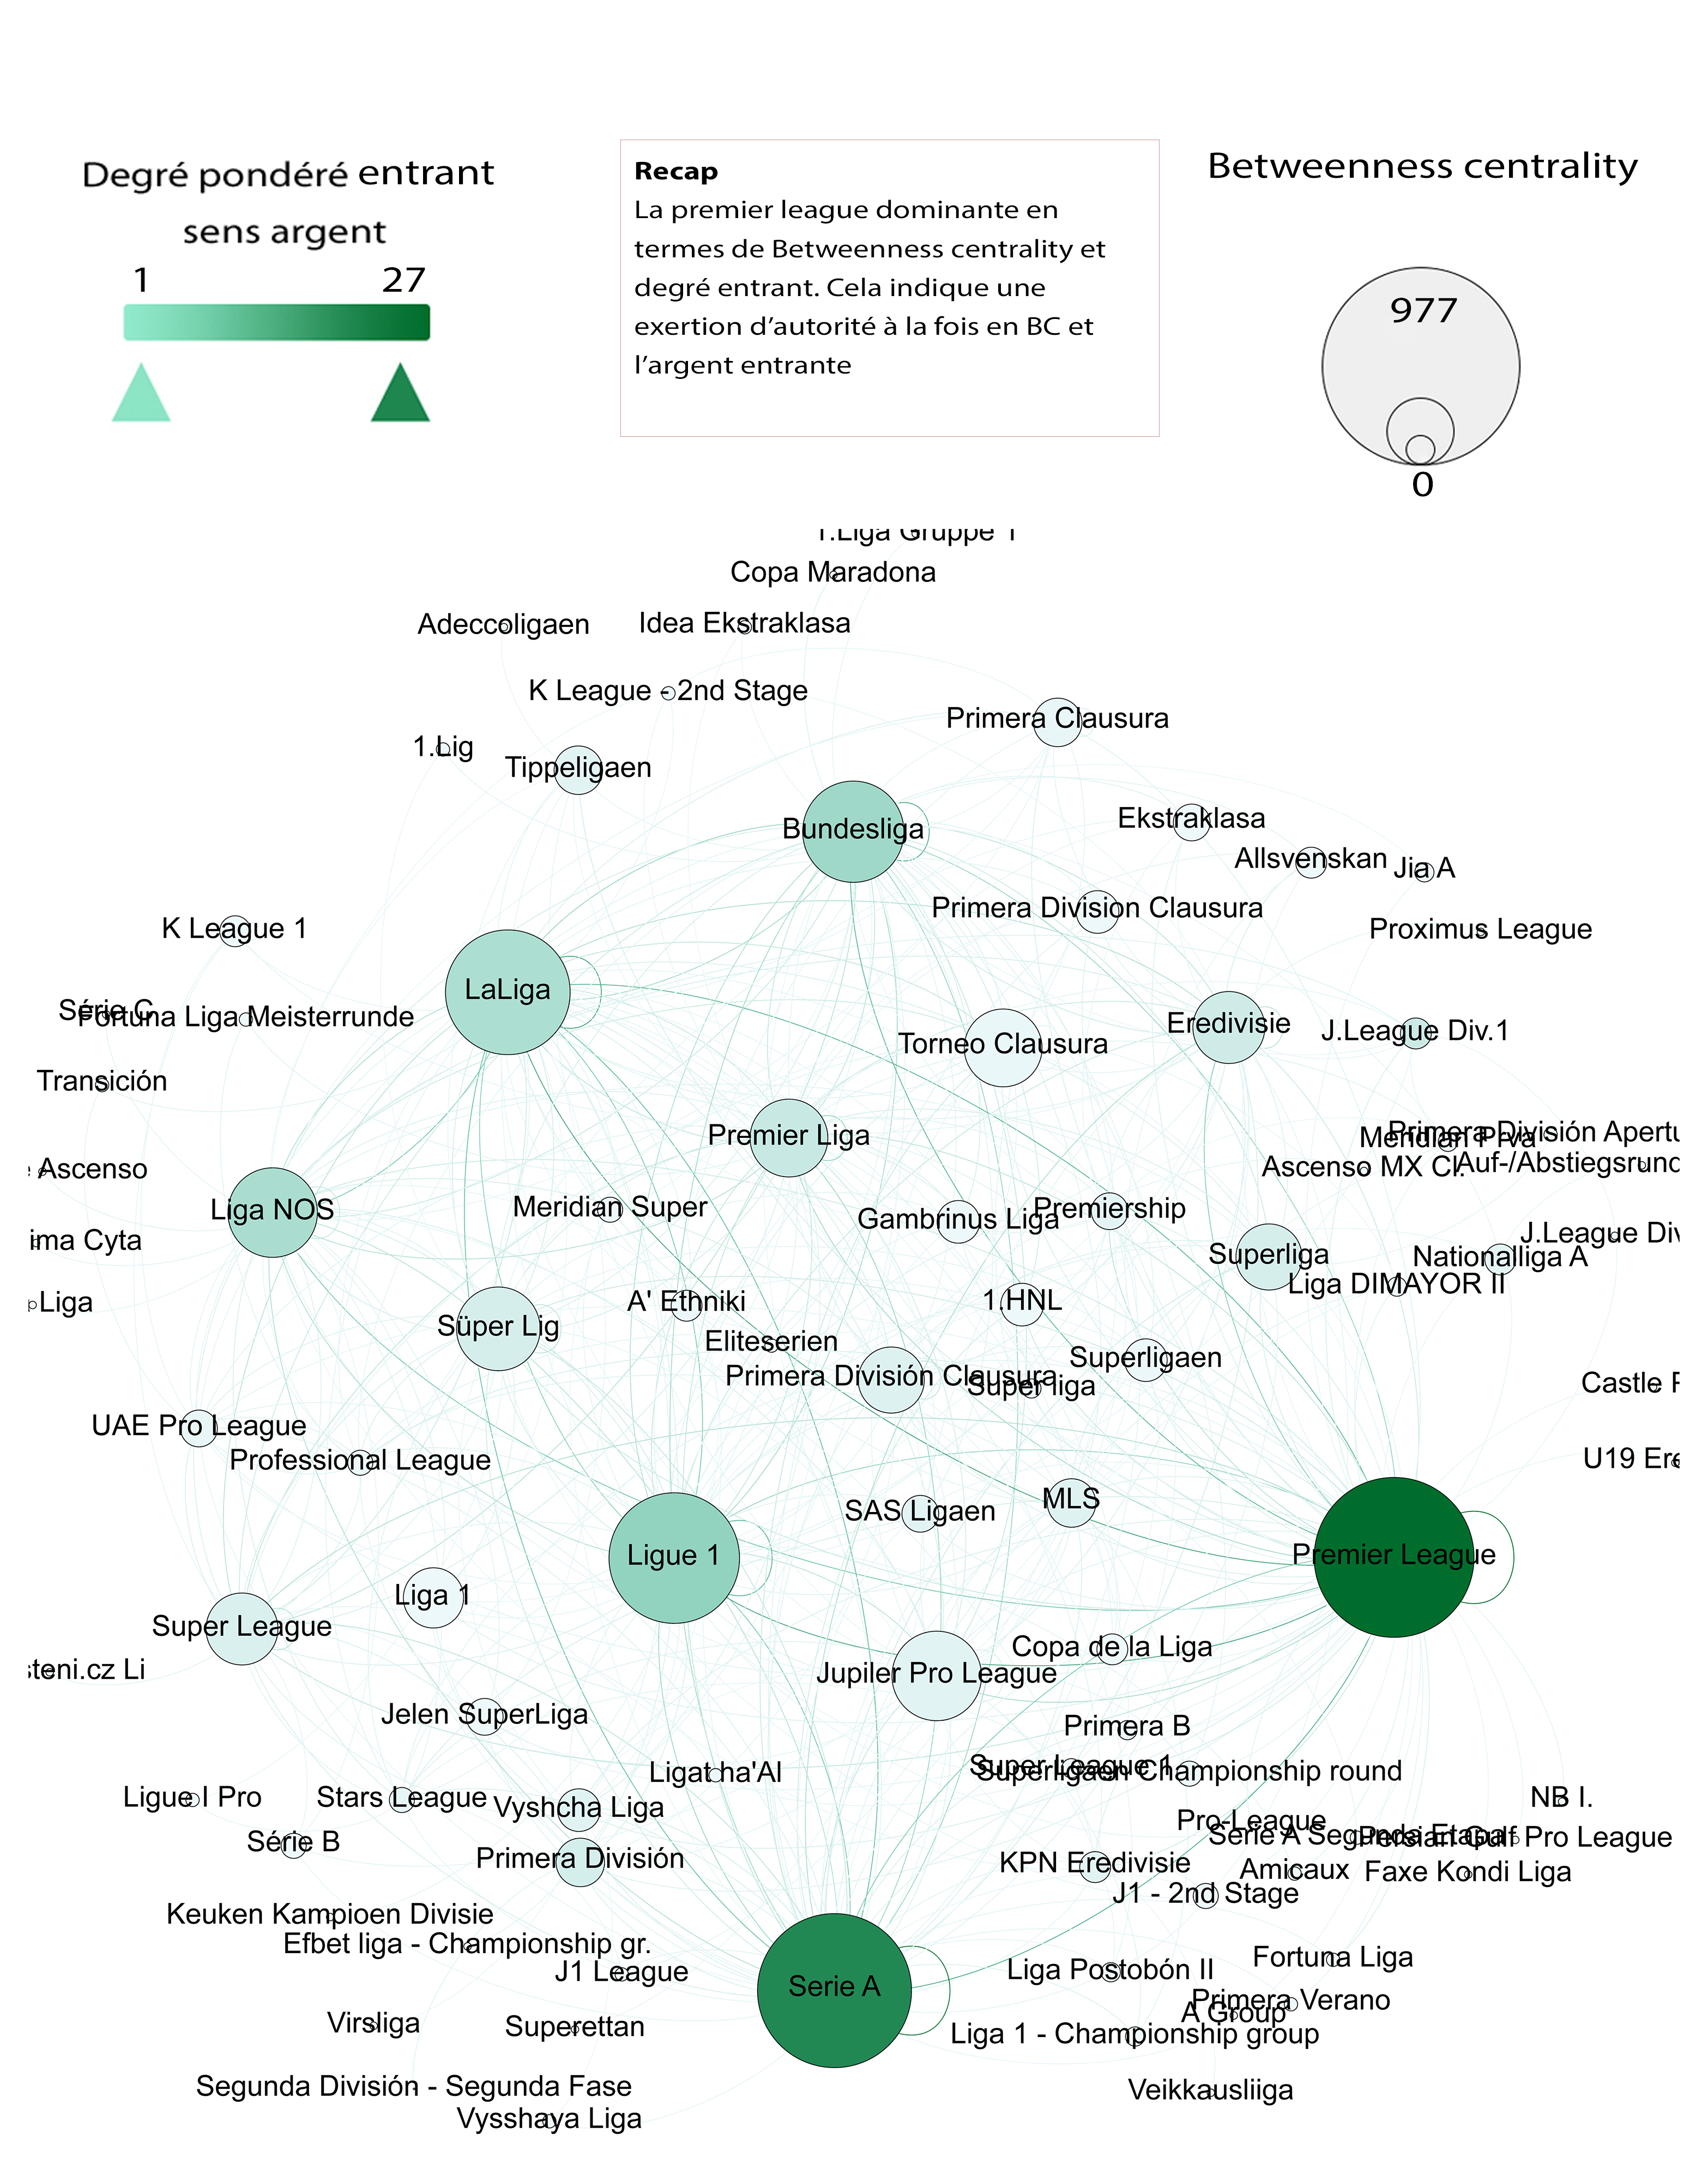 Degré pondéré entrant
sens argent
1
27
Recap
La premier league dominante en
termes de Betweenness centrality et
degré entrant. Cela indique une
exertion d’autorité à la fois en BC et
l’argent entrante
Betweenness centrality
977
0
1.Liga Gruppe 1
Copa Maradona
Adeccoligaen
Idea Ekstraklasa
K League - 2nd Stage
Primera Clausura
1.Lig
Tippeligaen
Bundesliga
Ekstraklasa
Allsvenskan
Jia A
Primera Division Clausura
K League 1
Proximus League
LaLiga
Série C
Fortuna Liga Meisterrunde
Eredivisie
J.League Div.1
Torneo Clausura
Transición
Premier Liga
Primera División Apertu
Meridian Prva
Ascenso MX Cl.
Auf-/Abstiegsrund
Ascenso
Liga NOS
Meridian Super
Gambrinus Liga
Premiership
ima Cyta
J.League Div
Superliga
Nationalliga A
Liga DIMAYOR II
Liga
A' Ethniki
1.HNL
Süper Lig
Eliteserien
Superligaen
Primera División Clausura
Super liga
Castle
UAE Pro League
Professional League
U19 Ere
SAS Ligaen
MLS
Ligue 1
Premier League
Liga 1
Super League
Copa de la Liga
steni.cz Li
Jupiler Pro League
Jelen SuperLiga
Primera B
Super League 1
Superligaen Championship round
Ligat ha'Al
Ligue I Pro
Stars League
Vyshcha Liga
NB I.
Pro-League
Serie A Segunda Etapa
Persian Gulf Pro League
Série B
Primera División
KPN Eredivisie
Amicaux
Faxe Kondi Liga
J1 - 2nd Stage
Keuken Kampioen Divisie
Efbet liga - Championship gr.
J1 League
Serie A
Liga Postobón II
Fortuna Liga
Primera Verano
A Group
Virsliga
Superettan
Liga 1 - Championship group
Segunda División - Segunda Fase
Veikkausliiga
Vysshaya Liga